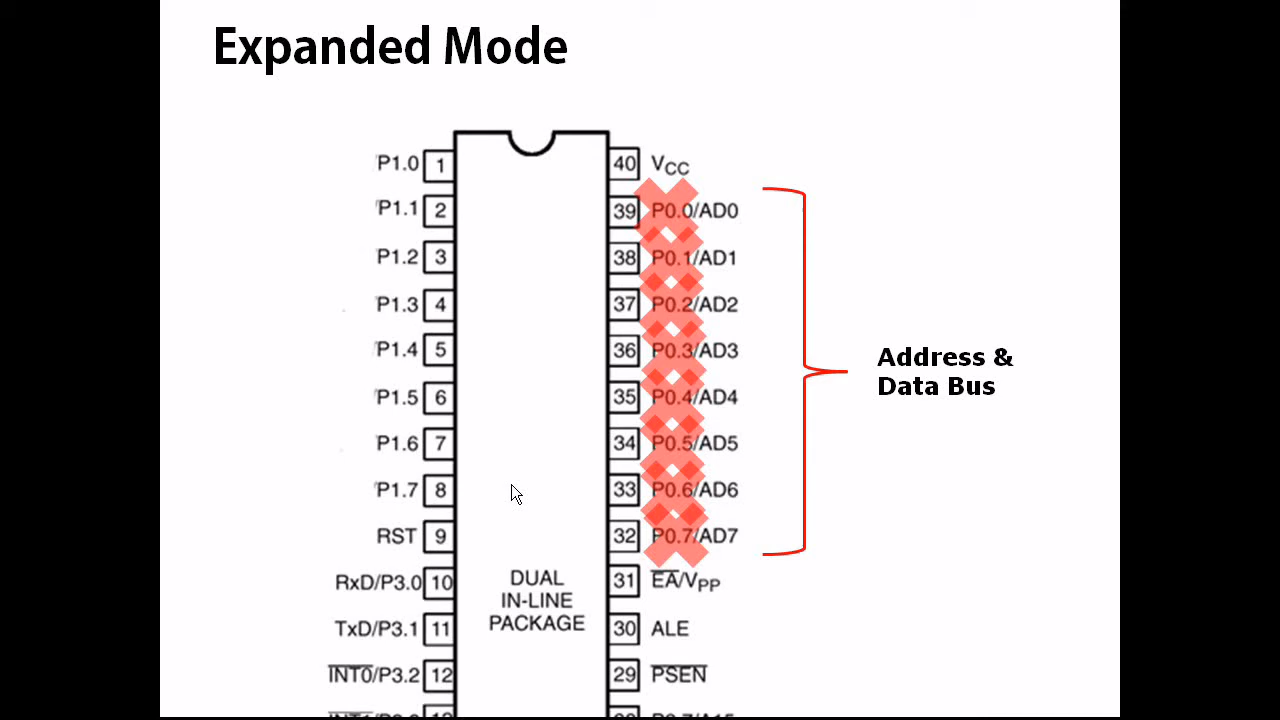 Expanded Mode
/P1.0 1 40 VCC
/P1.1 2 39 P0.0/AD0
/P1.2 3 38 P0.1/AD1
/P1.3 4 37 P0.2/AD2
/P1.4 5 36 P0.3/AD3
Address &
Data Bus
/P1.5 6 35 P0.4/AD4
/P1.6 7 34 P0.5/AD5
/P1.7 8 33 P0.6/AD6
RST 9 32 P0.7/AD7
RxD/P3.0 10 31 EA/VPP
DUAL
IN-LINE
PACKAGE
TxD/P3.1 11 30 ALE
INT0/P3.2 12 29 PSEN